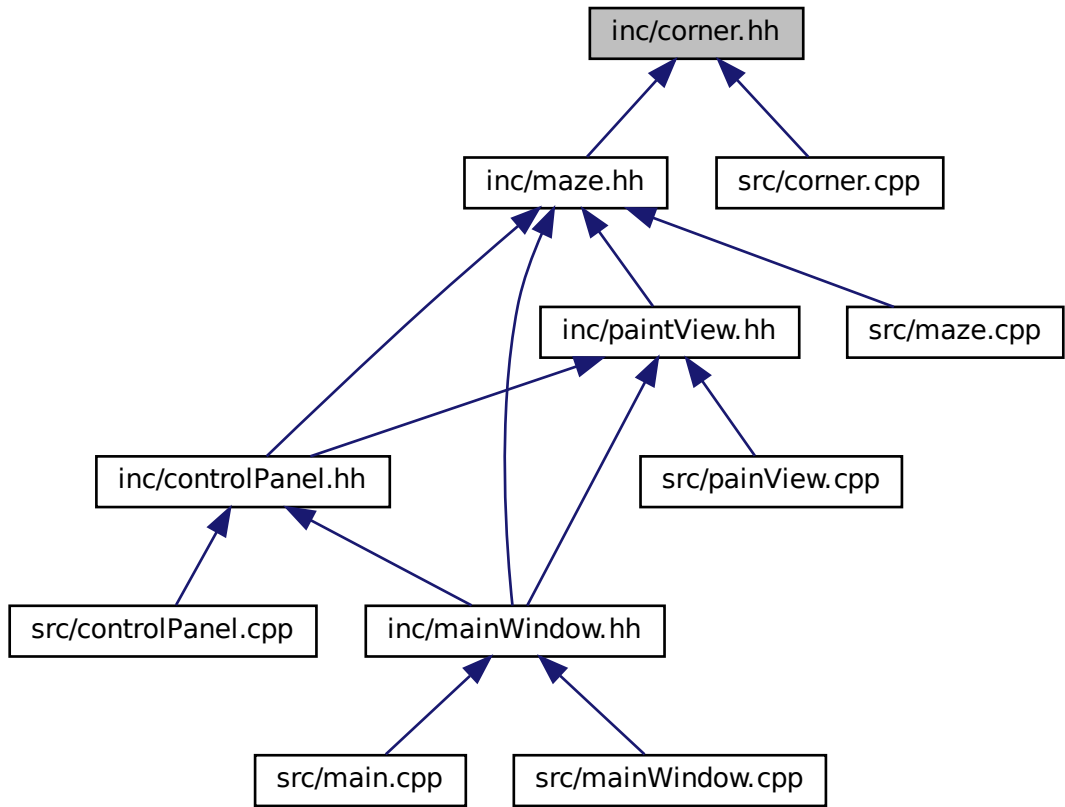 inc/corner.hh
inc/maze.hh
src/corner.cpp
inc/paintView.hh
src/maze.cpp
inc/controlPanel.hh
src/painView.cpp
src/controlPanel.cpp
inc/mainWindow.hh
src/main.cpp
src/mainWindow.cpp